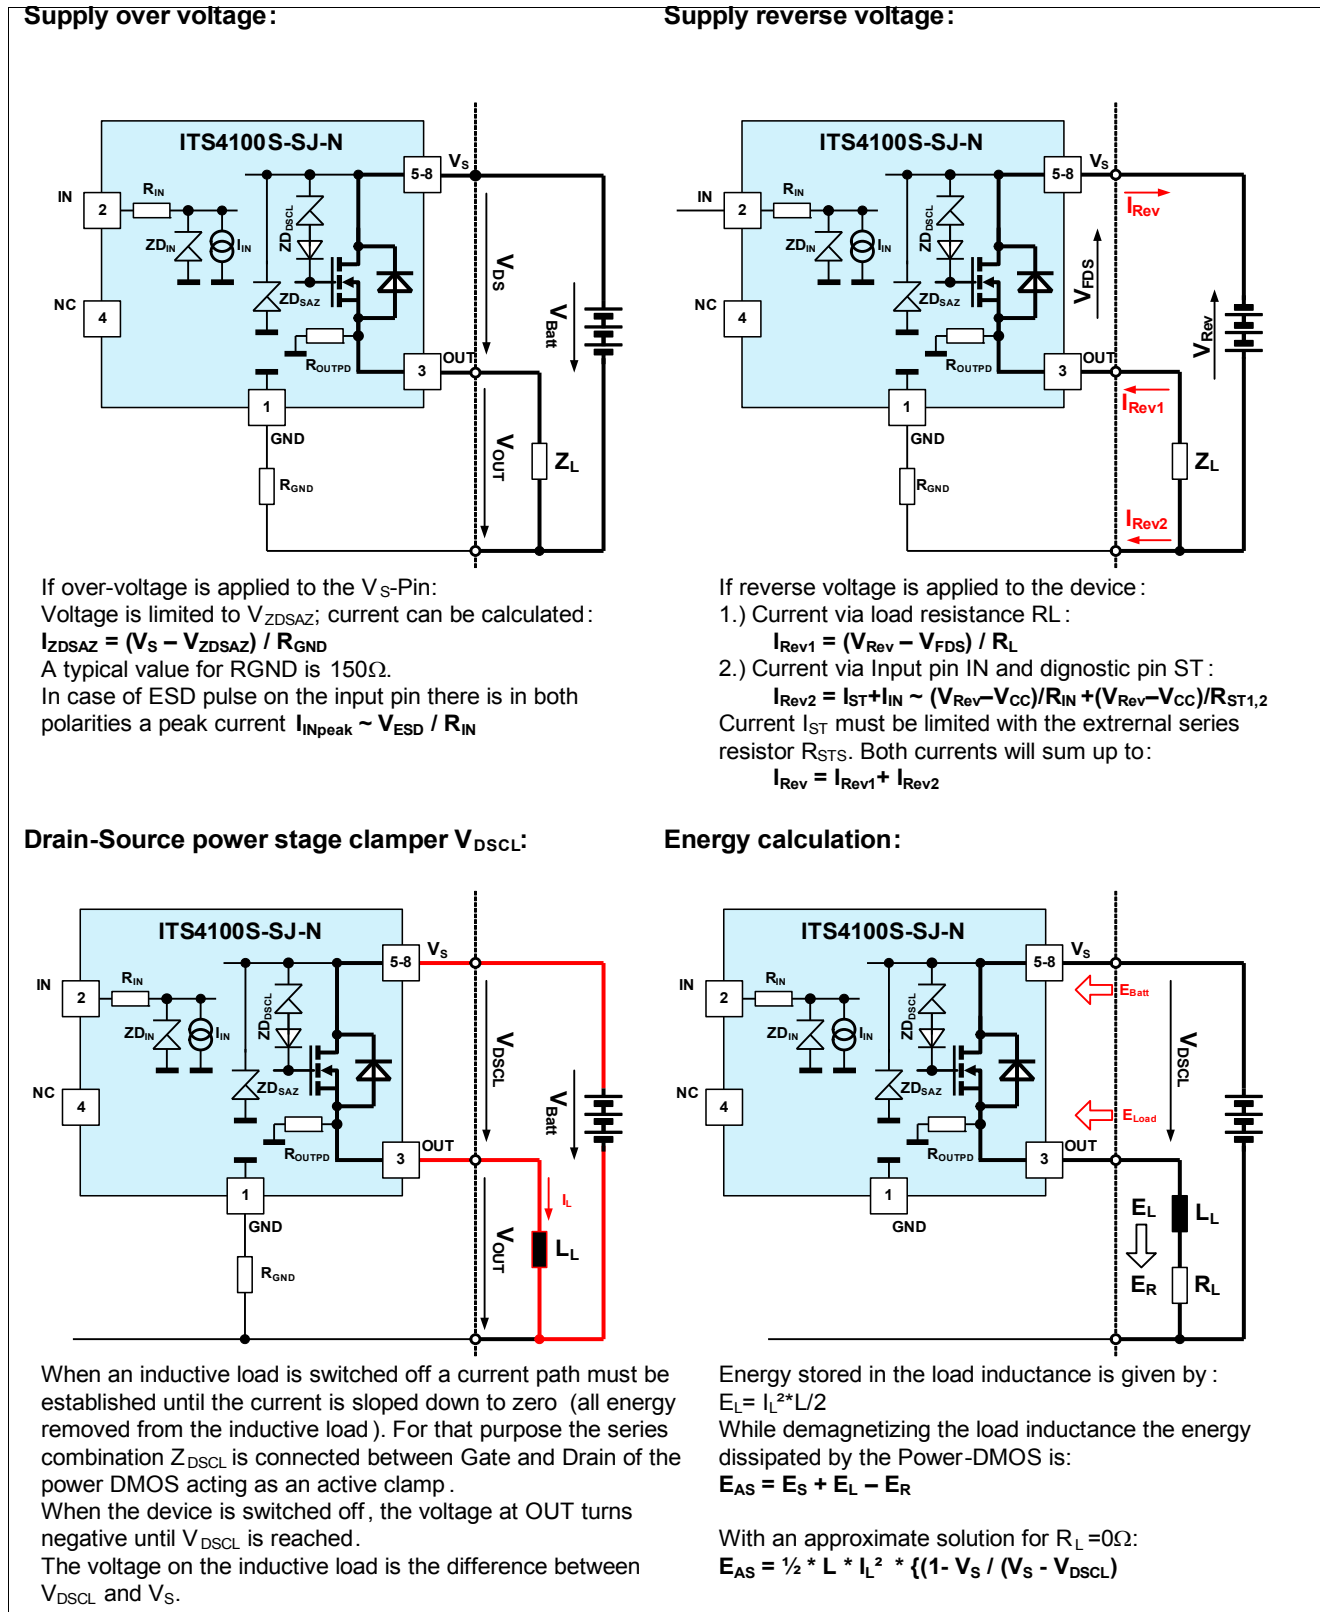 Supply over voltage:
Supply reverse voltage:
ITS4100S-SJ-N
VS
5-8
IN
2
RIN
ZDIN
IIN
ZDDSCL
ZDSAZ
NC
4
ROUTPD
OUT
3
1
GND
RGND
VDS
VBatt
VOUT
ZL
ITS4100S-SJ-N
VS
5-8
IN
2
RIN
ZDIN
IIN
ZDDSCL
ZDSAZ
NC
4
ROUTPD
OUT
3
1
GND
RGND
IRev
VFDS
VRev
IRev1
ZL
IRev2
If over-voltage is applied to the VS-Pin:
Voltage is limited to VZDSAZ; current can be calculated:
IZDSAZ = (VS – VZDSAZ) / RGND
A typical value for RGND is 150Ω.
In case of ESD pulse on the input pin there is in both
polarities a peak current IINpeak ~ VESD / RIN
If reverse voltage is applied to the device:
1.) Current via load resistance RL:
IRev1 = (VRev – VFDS) / RL
2.) Current via Input pin IN and dignostic pin ST:
IRev2 = IST+IIN ~ (VRev–VCC)/RIN +(VRev–VCC)/RST1,2
Current IST must be limited with the extrernal series
resistor RSTS. Both currents will sum up to:
IRev = IRev1+ IRev2
Drain-Source power stage clamper VDSCL:
Energy calculation:
ITS4100S-SJ-N
VS
5-8
IN
2
RIN
ZDIN
IIN
ZDDSCL
ZDSAZ
NC
4
ROUTPD
OUT
3
1
GND
RGND
VDSCL
VBatt
IL
VOUT
LL
ITS4100S-SJ-N
VS
5-8
IN
2
RIN
ZDIN
IIN
ZDDSCL
ZDSAZ
NC
4
ROUTPD
OUT
3
1
GND
EBatt
VDSCL
ELoad
EL
LL
ER
RL
When an inductive load is switched off a current path must be
established until the current is sloped down to zero (all energy
removed from the inductive load). For that purpose the series
combination ZDSCL is connected between Gate and Drain of the
power DMOS acting as an active clamp.
When the device is switched off, the voltage at OUT turns
negative until VDSCL is reached.
The voltage on the inductive load is the difference between
VDSCL and VS.
Energy stored in the load inductance is given by:
EL= IL²*L/2
While demagnetizing the load inductance the energy
dissipated by the Power-DMOS is:
EAS = ES + EL – ER
With an approximate solution for RL =0Ω:
EAS = ½ * L * IL² * {(1- VS / (VS - VDSCL)